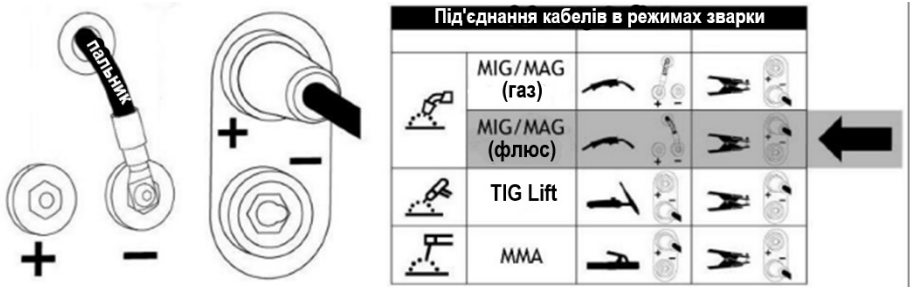 пальник
+
−
+
−
Під'єднання кабелів в режимах зварки
MIG/MAG
(газ)
+ −
+
−
MIG/MAG
(флюс)
+ −
+
−
TIG Lift
+
−
+
−
MMA
+
−
+
−